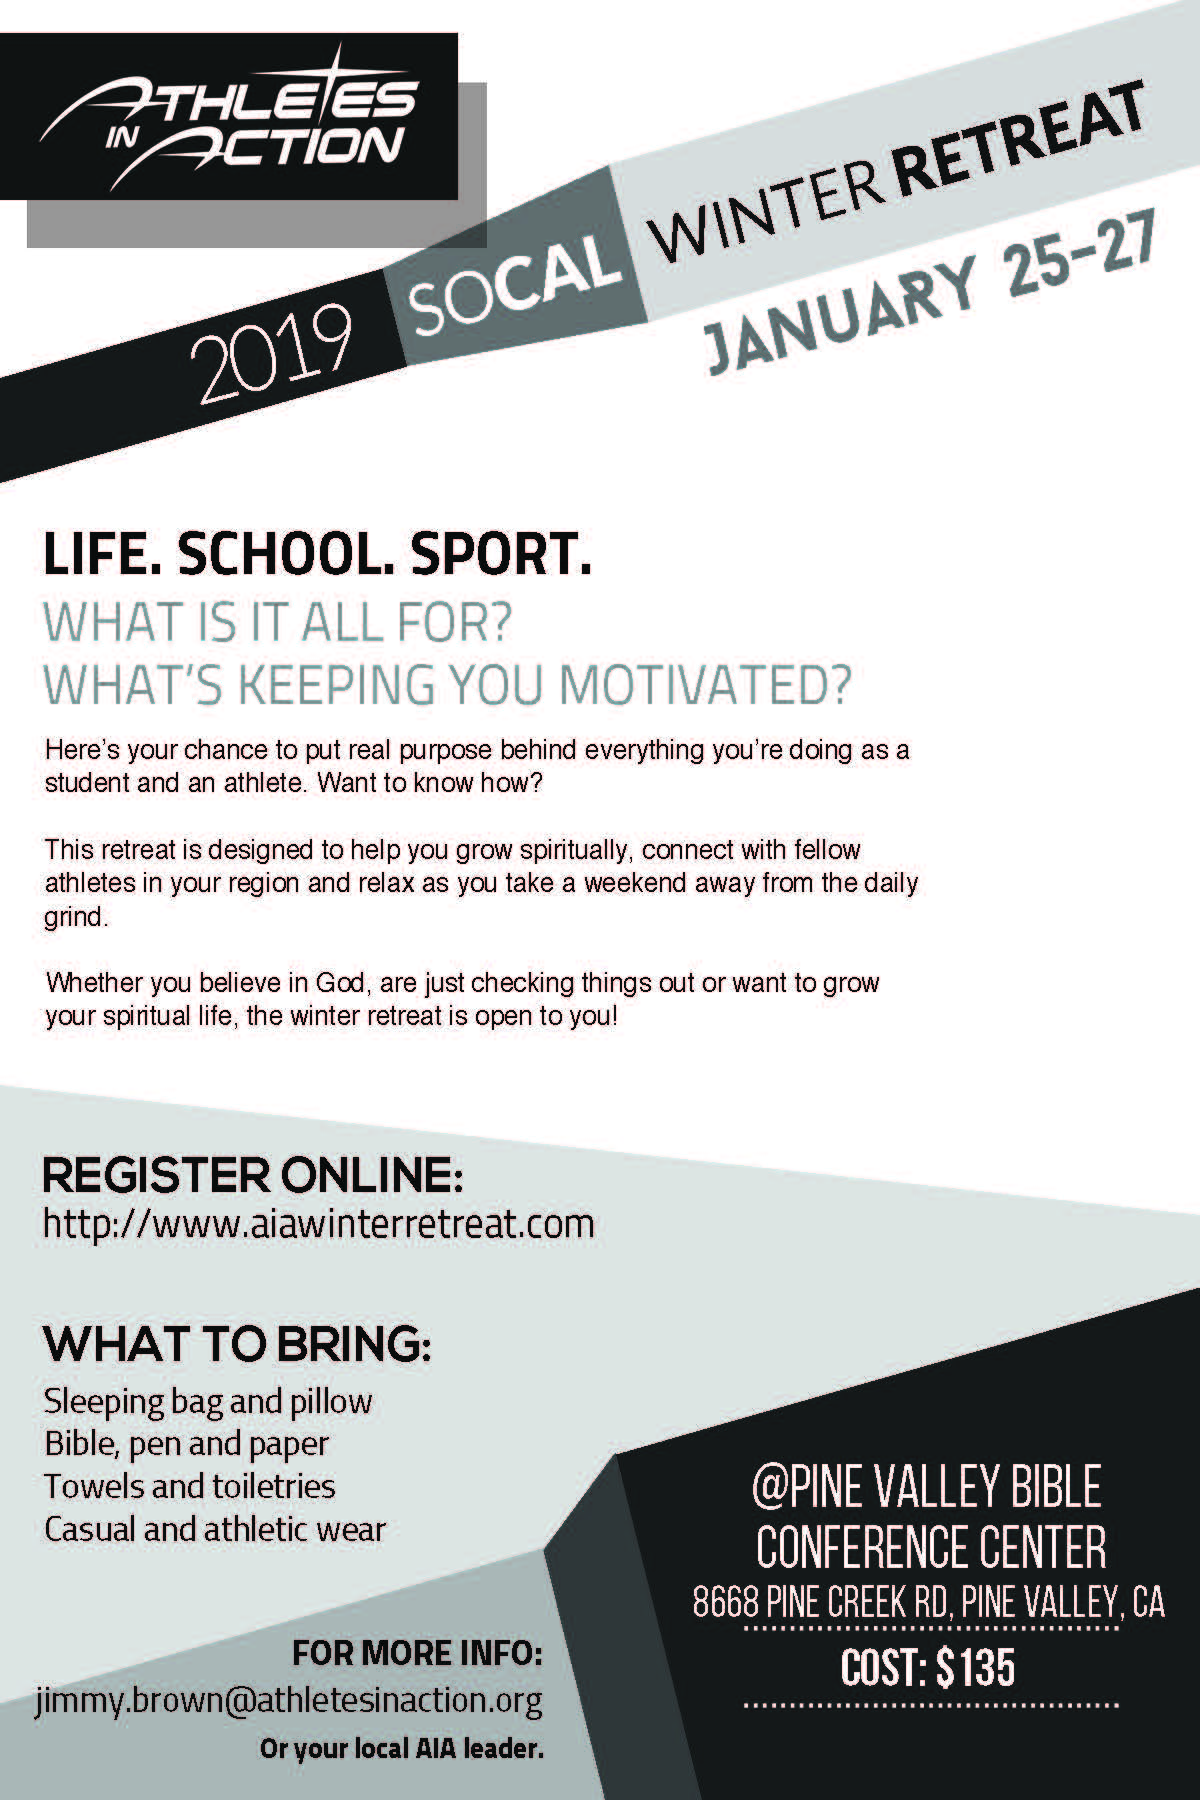 ATHLETES
IN ACTION
2019 SOCAL WINTER RETREAT
JANUARY 25-27
LIFE. SCHOOL. SPORT.
WHAT IS IT ALL FOR?
WHAT'S KEEPING YOU MOTIVATED?
Here's your chance to put real purpose behind everything you're doing as a
student and an athlete. Want to know how?
This retreat is designed to help you grow spiritually, connect with fellow
athletes in your region and relax as you take a weekend away from the daily
grind.
Whether you believe in God, are just checking things out or want to grow
your spiritual life, the winter retreat is open to you!
REGISTER ONLINE:
http://www.aiawinterretreat.com
WHAT TO BRING:
Sleeping bag and pillow
Bible, pen and paper
Towels and toiletries
Casual and athletic wear
FOR MORE INFO:
jimmy.brown@athletesinaction.org
Or your local AIA leader.
@PINE VALLEY BIBLE
CONFERENCE CENTER
8668 PINE CREEK RD, PINE VALLEY, CA
COST: $135